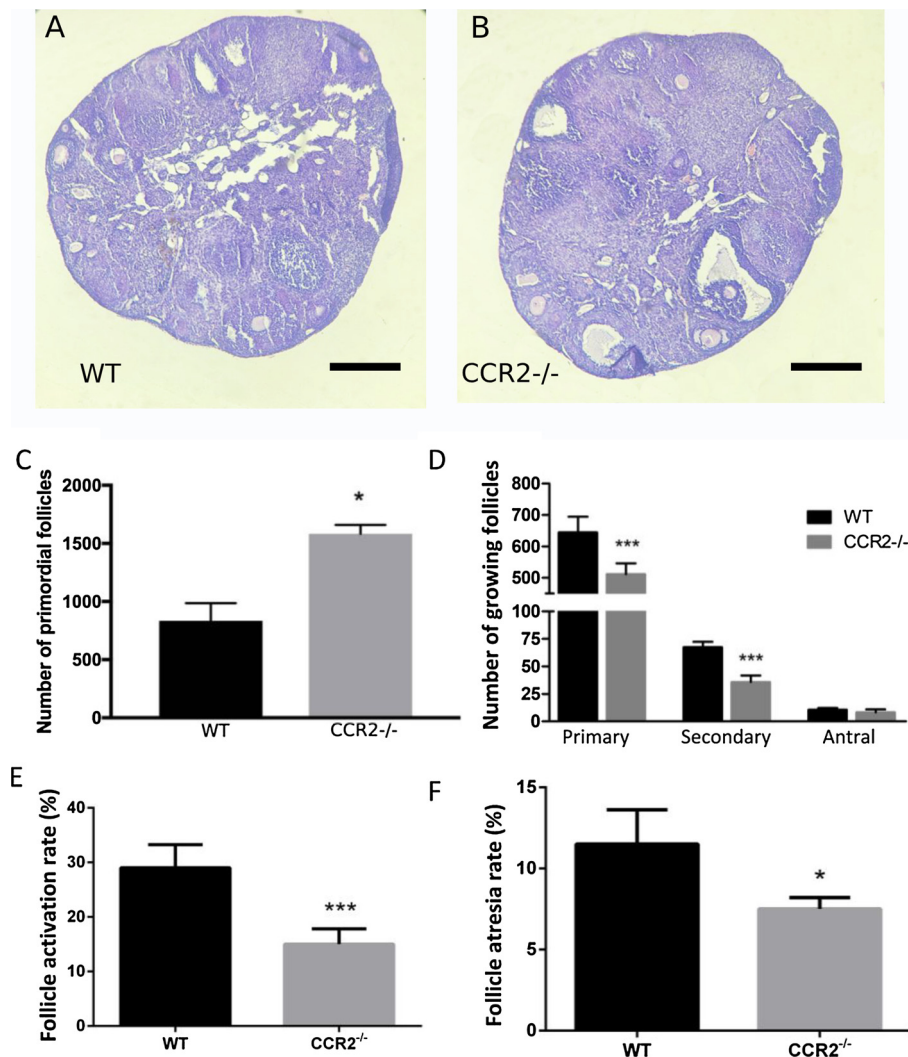 A
B
WT
CCR2-/-
C
Number of primordial follicles
2000
1500
1000
500
0
*
WT
CCR2-/-
D
Number of growing follicles
800
700
600
500
100
75
50
25
0
***
***
WT
CCR2-/-
Primary
Secondary
Antral
E
Follicle activation rate (%)
40
30
20
10
0
***
WT
CCR2-/-
F
Follicle atresia rate (%)
15
10
5
0
*
WT
CCR2-/-